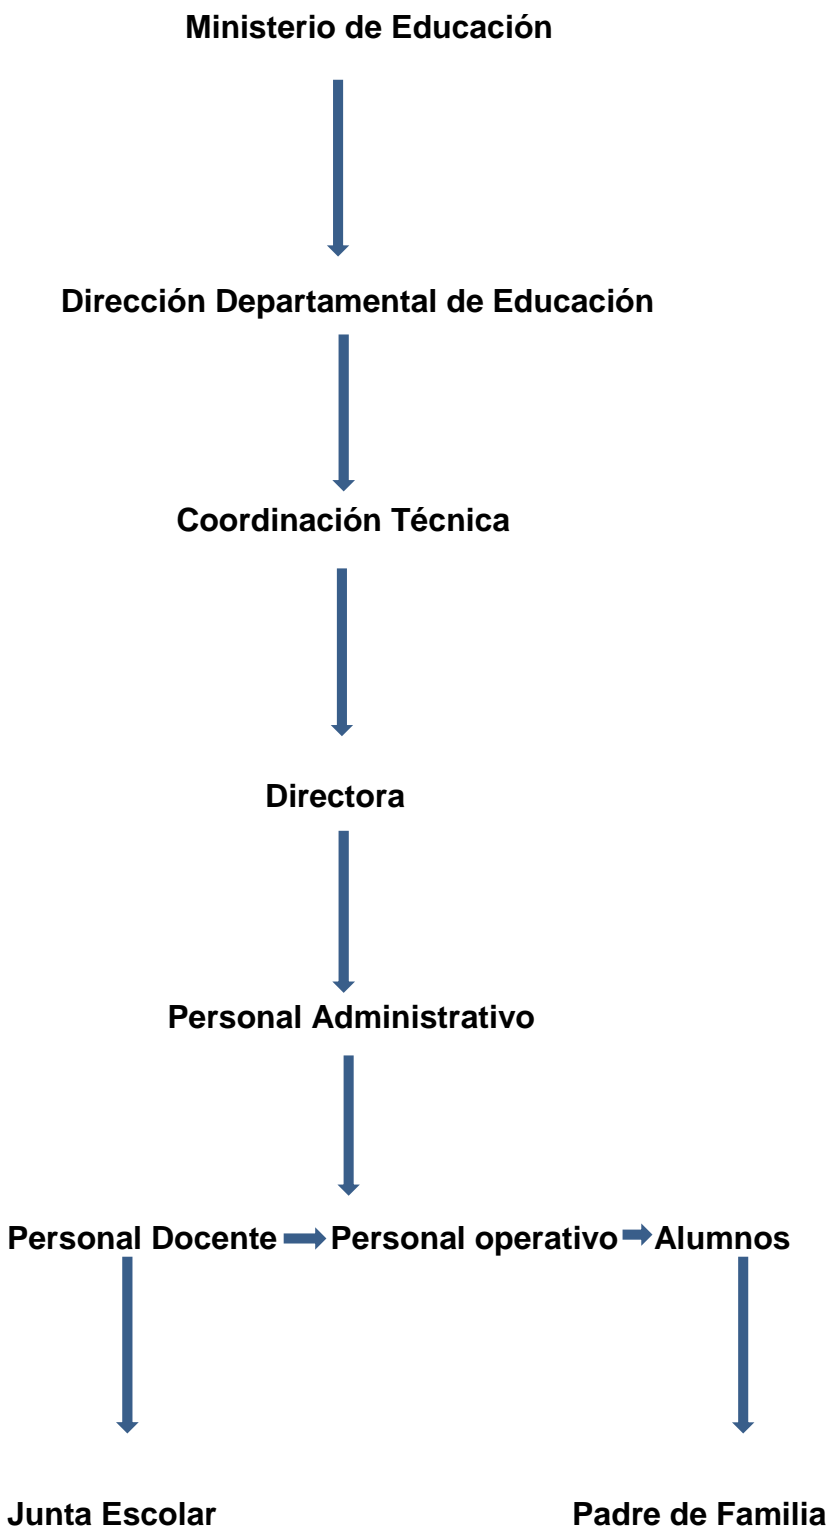 Ministerio de Educación
Dirección Departamental de Educación
Coordinación Técnica
Directora
Personal Administrativo
Personal Docente Personal operativo Alumnos
Junta Escolar Padre de Familia